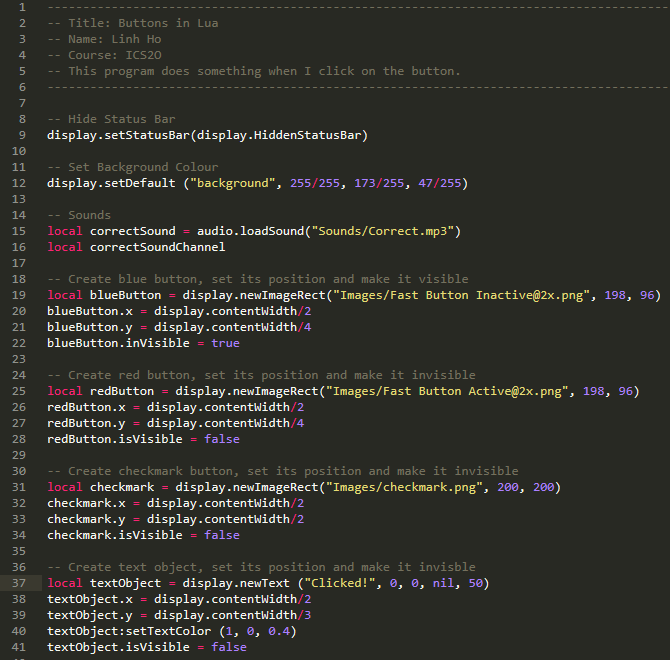 1 --------------------------------------------------------------------------------------
2 -- Title: Buttons in Lua
3 -- Name: Linh Ho
4 -- Course: ICS2O
5 -- This program does something when I click on the button.
6 --------------------------------------------------------------------------------------
7
8 -- Hide Status Bar
9 display.setStatusBar(display.HiddenStatusBar)
10
11 -- Set Background Colour
12 display.setDefault ("background", 255/255, 173/255, 47/255)
13
14 -- Sounds
15 local correctSound = audio.loadSound("Sounds/Correct.mp3")
16 local correctSoundChannel
17
18 -- Create blue button, set its position and make it visible
19 local blueButton = display.newImageRect("Images/Fast Button Inactive@2x.png", 198, 96)
20 blueButton.x = display.contentWidth/2
21 blueButton.y = display.contentWidth/4
22 blueButton.inVisible = true
23
24 -- Create red button, set its position and make it invisible
25 local redButton = display.newImageRect("Images/Fast Button Active@2x.png", 198, 96)
26 redButton.x = display.contentWidth/2
27 redButton.y = display.contentWidth/4
28 redButton.isVisible = false
29
30 -- Create checkmark button, set its position and make it invisible
31 local checkmark = display.newImageRect("Images/checkmark.png", 200, 200)
32 checkmark.x = display.contentWidth/2
33 checkmark.y = display.contentWidth/2
34 checkmark.isVisible = false
35
36 -- Create text object, set its position and make it invisble
37 local textObject = display.newText ("Clicked!", 0, 0, nil, 50)
38 textObject.x = display.contentWidth/2
39 textObject.y = display.contentWidth/3
40 textObject:setTextColor (1, 0, 0.4)
41 textObject.isVisible = false